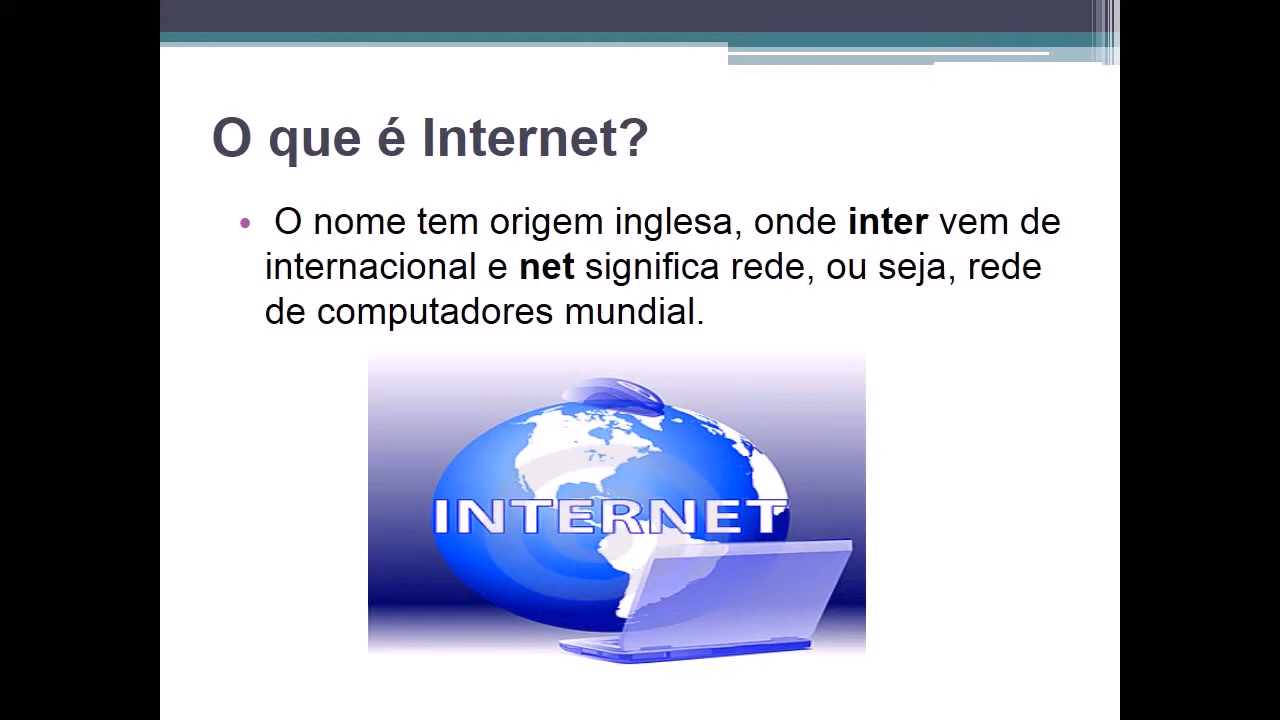 O que é Internet?
• O nome tem origem inglesa, onde inter vem de
internacional e net significa rede, ou seja, rede
de computadores mundial.
INTERNET